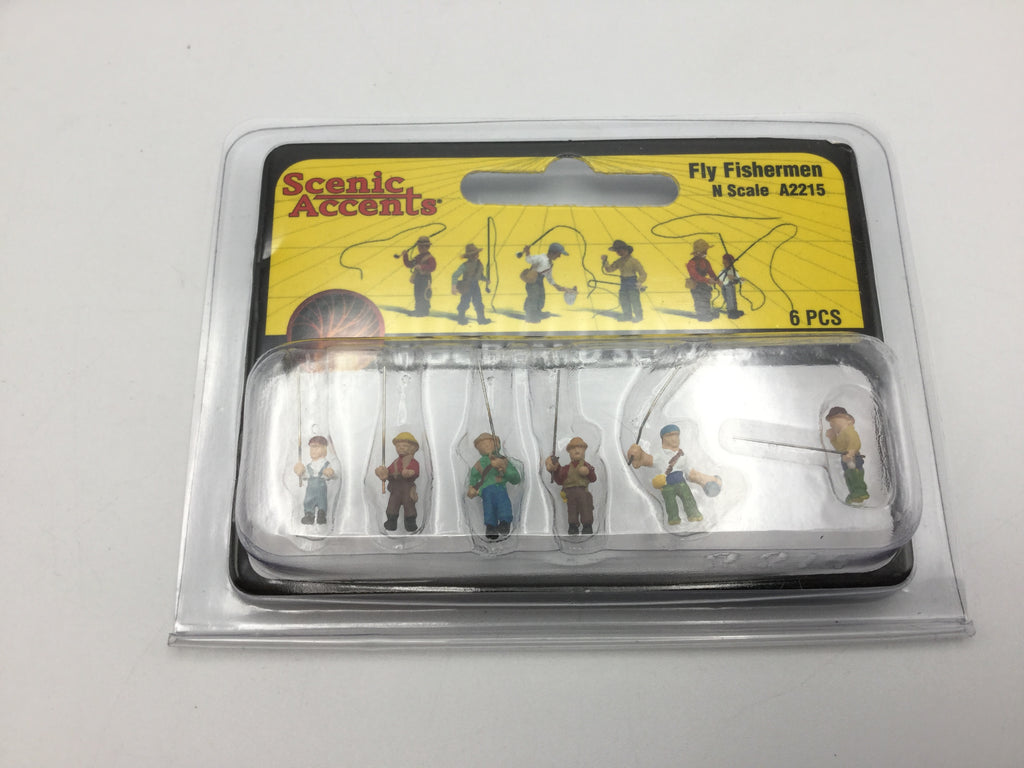 Scenic
Accents®
Fly Fishermen
N Scale A2215
6 PCS